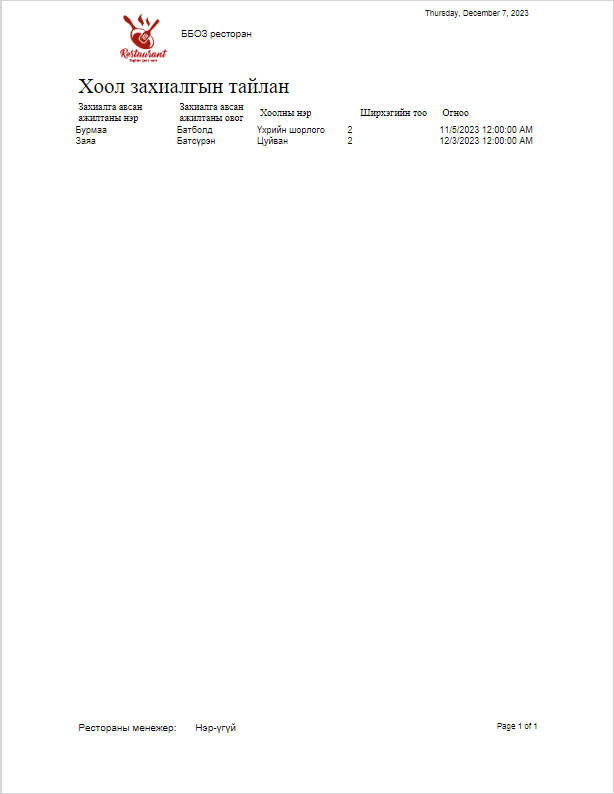 Thursday, December 7, 2023
Restaurant
ББОЗ ресторан
Хоол захиалгын тайлан
Захиалга авсан ажилтаны нэр
Захиалга авсан ажилтаны овог
Хоолны нэр
Ширхэгийн тоо
Огноо
Бурмаа Батболд Үхрийн шорлого 2 11/5/2023 12:00:00 AM
Заяа Батсүрэн Цуйван 2 12/3/2023 12:00:00 AM
Рестораны менежер: Нэр-үгүй
Page 1 of 1